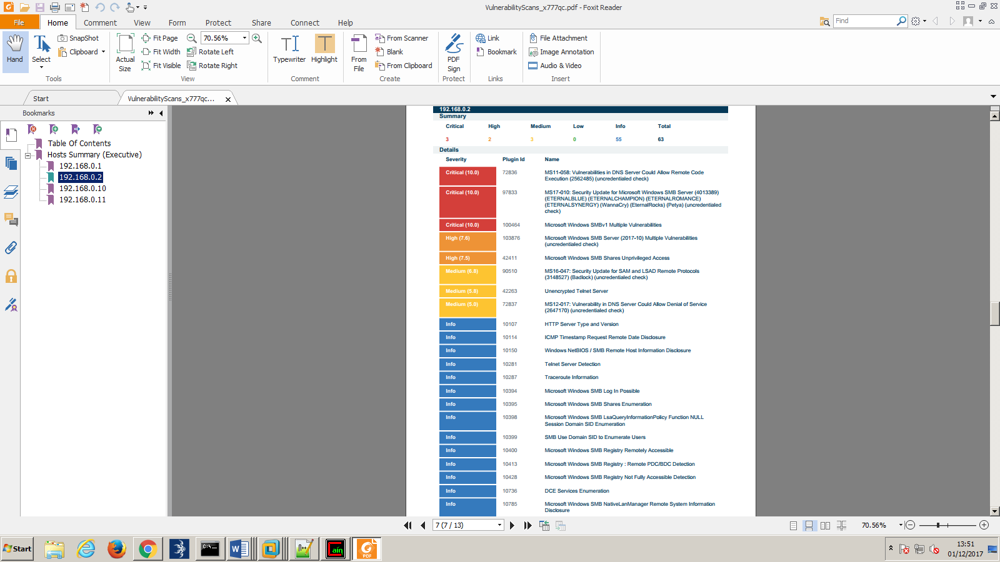 VulnerabilityScans_x777qc.pdf - Foxit Reader
File
Home
Comment
View
Form
Protect
Share
Connect
Help
Find
Hand
Select
SnapShot
Clipboard
Tools
Actual
Size
Fit Page
Fit Width
Fit Visible
70.56%
Rotate Left
Rotate Right
View
Typewriter
Highlight
Comment
From
File
From Scanner
Blank
From Clipboard
Create
PDF
Sign
Protect
Link
Bookmark
Links
File Attachment
Image Annotation
Audio & Video
Insert
Start
VulnerabilityScans_x777qc...
Bookmarks
Table Of Contents
Hosts Summary (Executive)
192.168.0.1
192.168.0.2
192.168.0.10
192.168.0.11
192.168.0.2
Summary
Critical High Medium Low Info Total
3 2 3 0 55 63
Details
Severity Plugin Id Name
Critical (10.0) 72836 MS11-058: Vulnerabilities in DNS Server Could Allow Remote Code
Execution (2562485) (uncredentialed check)
Critical (10.0) 97833 MS17-010: Security Update for Microsoft Windows SMB Server (4013389)
(ETERNALBLUE) (ETERNALCHAMPION) (ETERNALROMANCE)
(ETERNALSYNERGY) (WannaCry) (EternalRocks) (Petya) (uncredentialed
check)
Critical (10.0) 100464 Microsoft Windows SMBv1 Multiple Vulnerabilities
High (7.6) 103876 Microsoft Windows SMB Server (2017-10) Multiple Vulnerabilities
(uncredentialed check)
High (7.5) 42411 Microsoft Windows SMB Shares Unprivileged Access
Medium (6.8) 90510 MS16-047: Security Update for SAM and LSAD Remote Protocols
(3148527) (Badlock) (uncredentialed check)
Medium (5.8) 42263 Unencrypted Telnet Server
Medium (5.0) 72837 MS12-017: Vulnerability in DNS Server Could Allow Denial of Service
(2647170) (uncredentialed check)
Info 10107 HTTP Server Type and Version
Info 10114 ICMP Timestamp Request Remote Date Disclosure
Info 10150 Windows NetBIOS / SMB Remote Host Information Disclosure
Info 10281 Telnet Server Detection
Info 10287 Traceroute Information
Info 10394 Microsoft Windows SMB Log In Possible
Info 10395 Microsoft Windows SMB Shares Enumeration
Info 10398 Microsoft Windows SMB LsaQueryInformationPolicy Function NULL
Session Domain SID Enumeration
Info 10399 SMB Use Domain SID to Enumerate Users
Info 10400 Microsoft Windows SMB Registry Remotely Accessible
Info 10413 Microsoft Windows SMB Registry : Remote PDC/BDC Detection
Info 10428 Microsoft Windows SMB Registry Not Fully Accessible Detection
Info 10736 DCE Services Enumeration
Info 10785 Microsoft Windows SMB NativeLanManager Remote System Information
Disclosure
7 (7 / 13)
70.56%
Start
C:\_
W
N++
ain
PDF
13:51
01/12/2017